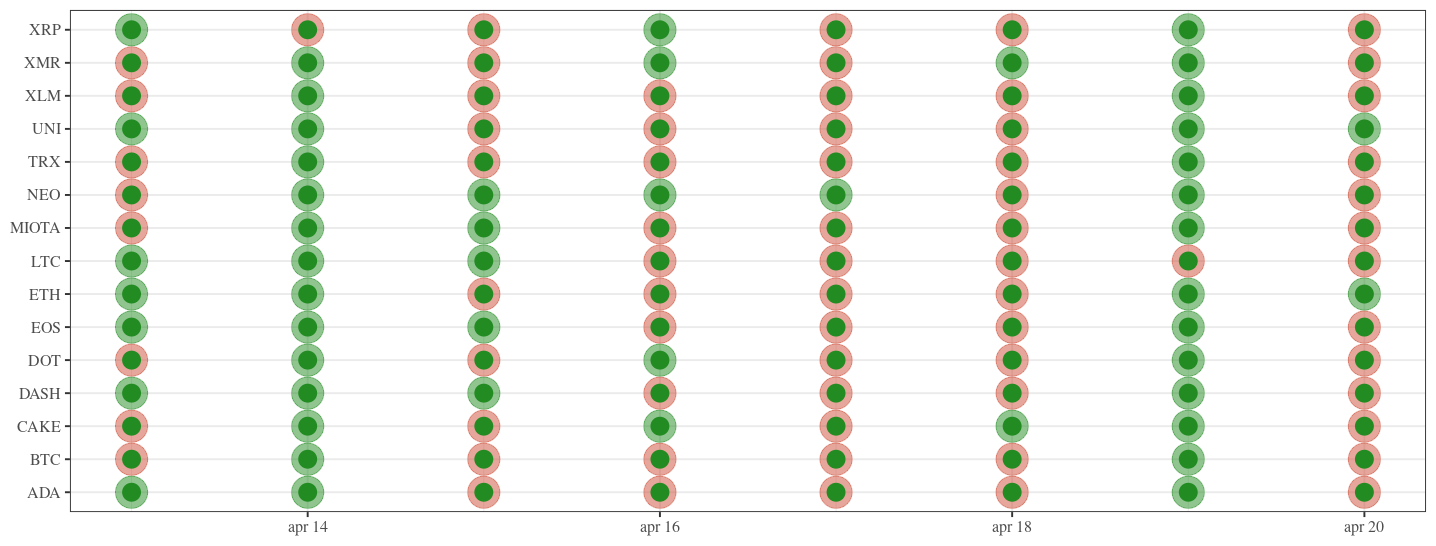 XRP
XMR
XLM
UNI
TRX
NEO
MIOTA
LTC
ETH
EOS
DOT
DASH
CAKE
BTC
ADA
apr 14 apr 16 apr 18 apr 20